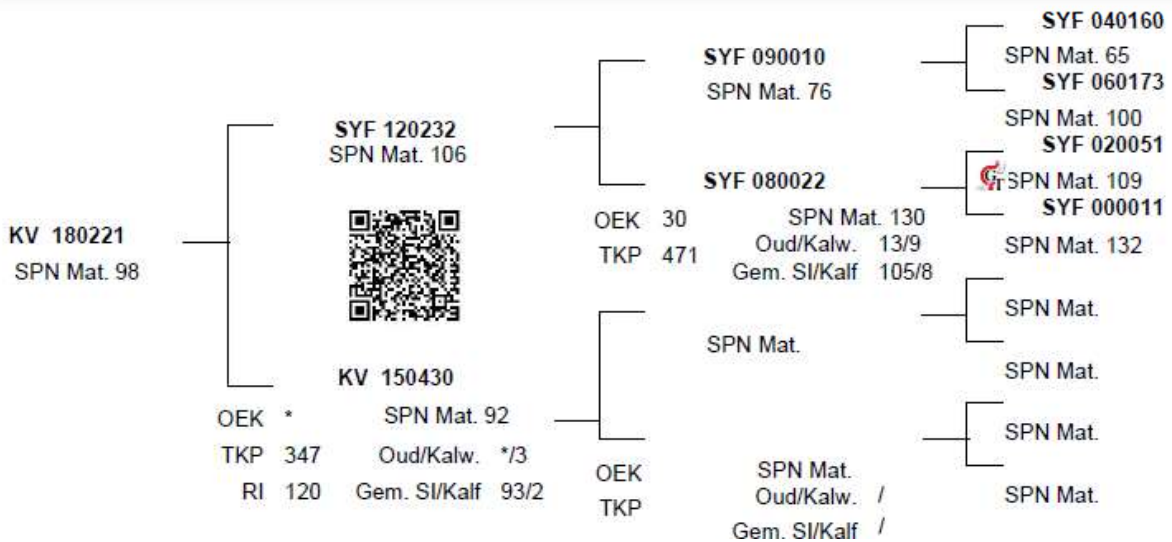 KV 180221
SPN Mat. 98
SYF 120232
SPN Mat. 106
KV 150430
OEK * SPN Mat. 92
TKP 347 Oud/Kalw. */3
RI 120 Gem. SI/Kalf 93/2
SYF 090010
SPN Mat. 76
SYF 080022
OEK 30 SPN Mat. 130
TKP 471 Oud/Kalw. 13/9
Gem. SI/Kalf 105/8
SPN Mat.
OEK SPN Mat.
TKP Oud/Kalw. /
Gem. SI/Kalf /
SYF 040160
SPN Mat. 65
SYF 060173
SPN Mat. 100
SYF 020051
SPN Mat. 109
SYF 000011
SPN Mat. 132
SPN Mat.
SPN Mat.
SPN Mat.
SPN Mat.